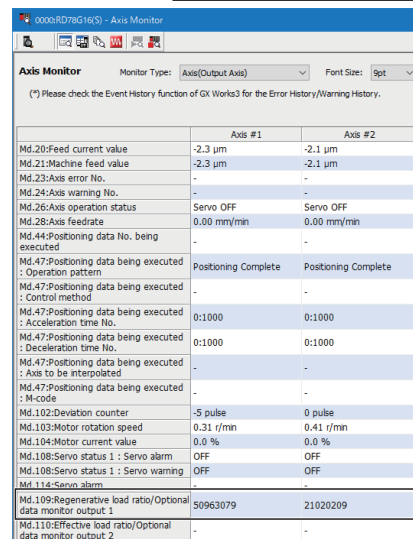 0000:RD78G16(S) - Axis Monitor
Axis Monitor Monitor Type: Axis(Output Axis) Font Size: 9pt
(*) Please check the Event History function of GX Works3 for the Error History/Warning History.
Axis #1 Axis #2
Md.20:Feed current value -2.3 µm -2.1 µm
Md.21:Machine feed value -2.3 µm -2.1 µm
Md.23:Axis error No. - -
Md.24:Axis warning No. - -
Md.26:Axis operation status Servo OFF Servo OFF
Md.28:Axis feedrate 0.00 mm/min 0.00 mm/min
Md.44:Positioning data No. being
executed - -
Md.47:Positioning data being executed
: Operation pattern Positioning Complete Positioning Complete
Md.47:Positioning data being executed
: Control method - -
Md.47:Positioning data being executed
: Acceleration time No. 0:1000 0:1000
Md.47:Positioning data being executed
: Deceleration time No. 0:1000 0:1000
Md.47:Positioning data being executed
: Axis to be interpolated - -
Md.47:Positioning data being executed
: M-code - -
Md.102:Deviation counter -5 pulse 0 pulse
Md.103:Motor rotation speed 0.31 r/min 0.41 r/min
Md.104:Motor current value 0.0 % 0.0 %
Md.108:Servo status 1 : Servo alarm OFF OFF
Md.108:Servo status 1 : Servo warning OFF OFF
Md.114:Servo alarm - -
Md.109:Regenerative load ratio/Optional
data monitor output 1 50963079 21020209
Md.110:Effective load ratio/Optional
data monitor output 2 - -